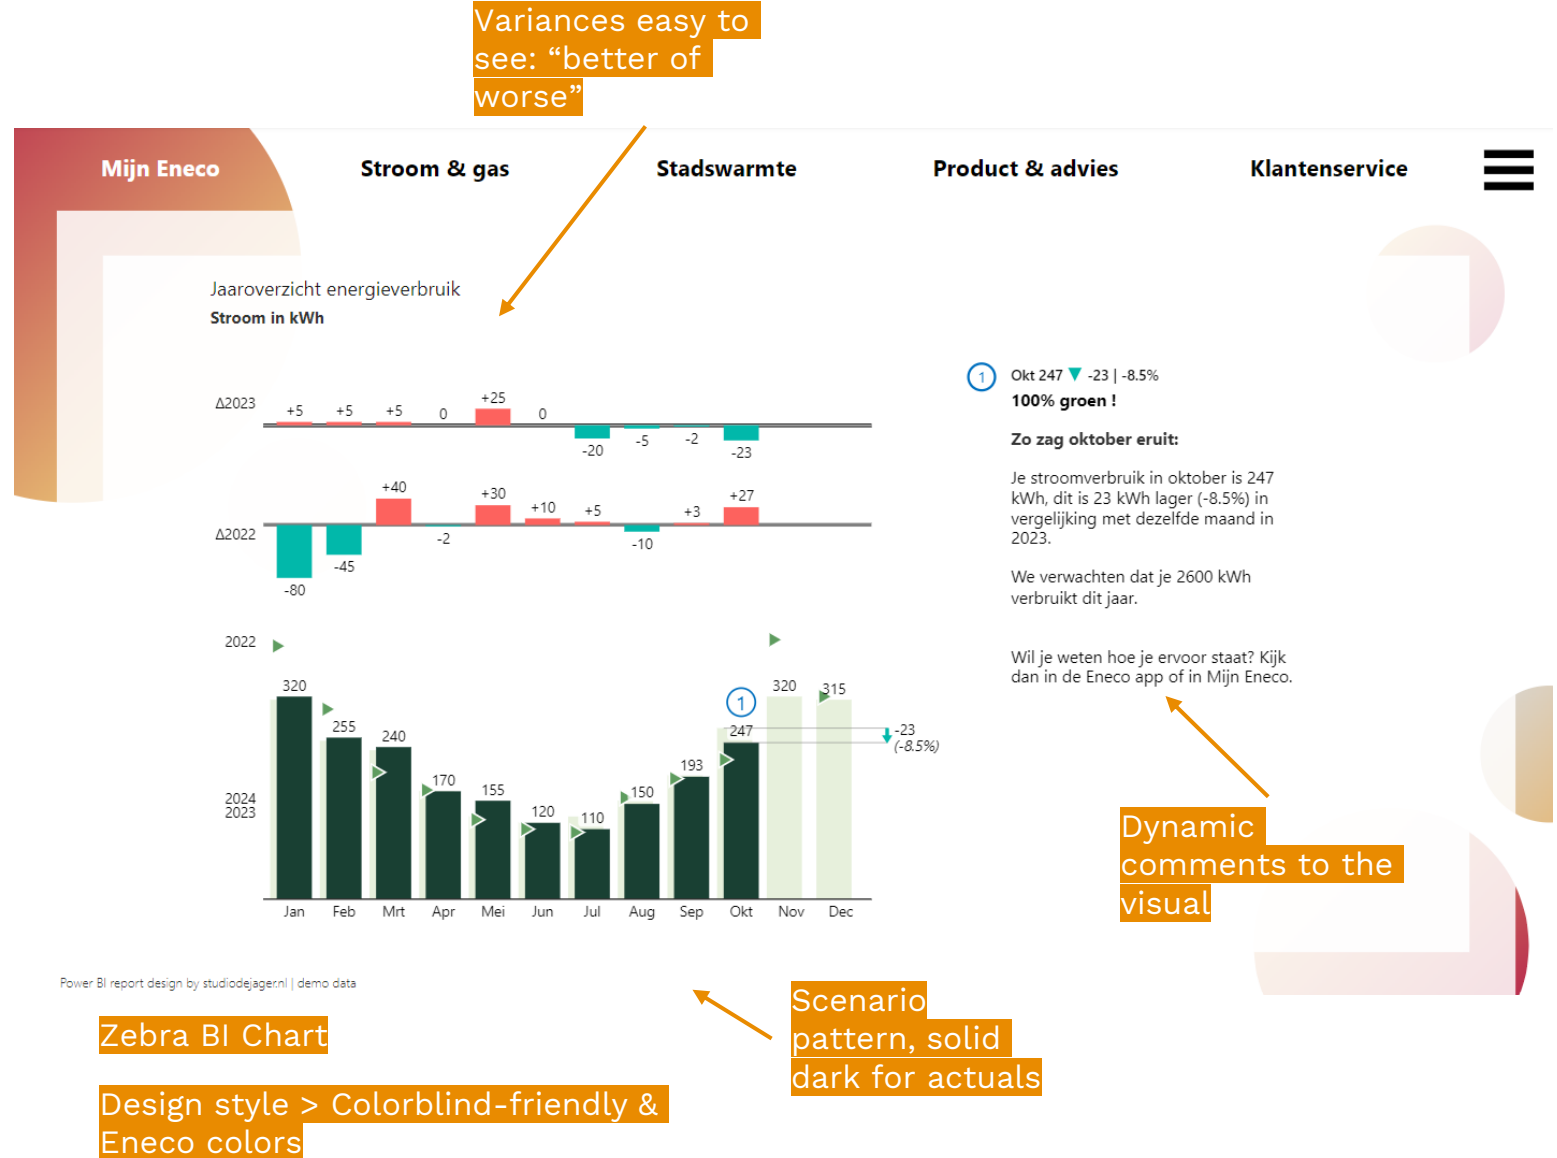 Variances easy to
see: “better of
worse”
Mijn Eneco
Stroom & gas
Stadswarmte
Product & advies
Klantenservice
Jaaroverzicht energieverbruik
Stroom in kWh
Δ2023
+5 +5 +5 0 +25 0 -20 -5 -2 -23
Δ2022
-80 -45 +40 -2 +30 +10 +5 -10 +3 +27
2022
2024
2023
320 255 240 170 155 120 110 150 193 247 320 315
1
-23
(-8.5%)
Jan Feb Mrt Apr Mei Jun Jul Aug Sep Okt Nov Dec
1
Okt 247 ▼ -23 | -8.5%
100% groen !
Zo zag oktober eruit:
Je stroomverbruik in oktober is 247
kWh, dit is 23 kWh lager (-8.5%) in
vergelijking met dezelfde maand in
2023.
We verwachten dat je 2600 kWh
verbruikt dit jaar.
Wil je weten hoe je ervoor staat? Kijk
dan in de Eneco app of in Mijn Eneco.
Dynamic
comments to the
visual
Power BI report design by studiodejager.nl | demo data
Scenario
pattern, solid
dark for actuals
Zebra BI Chart
Design style > Colorblind-friendly &
Eneco colors